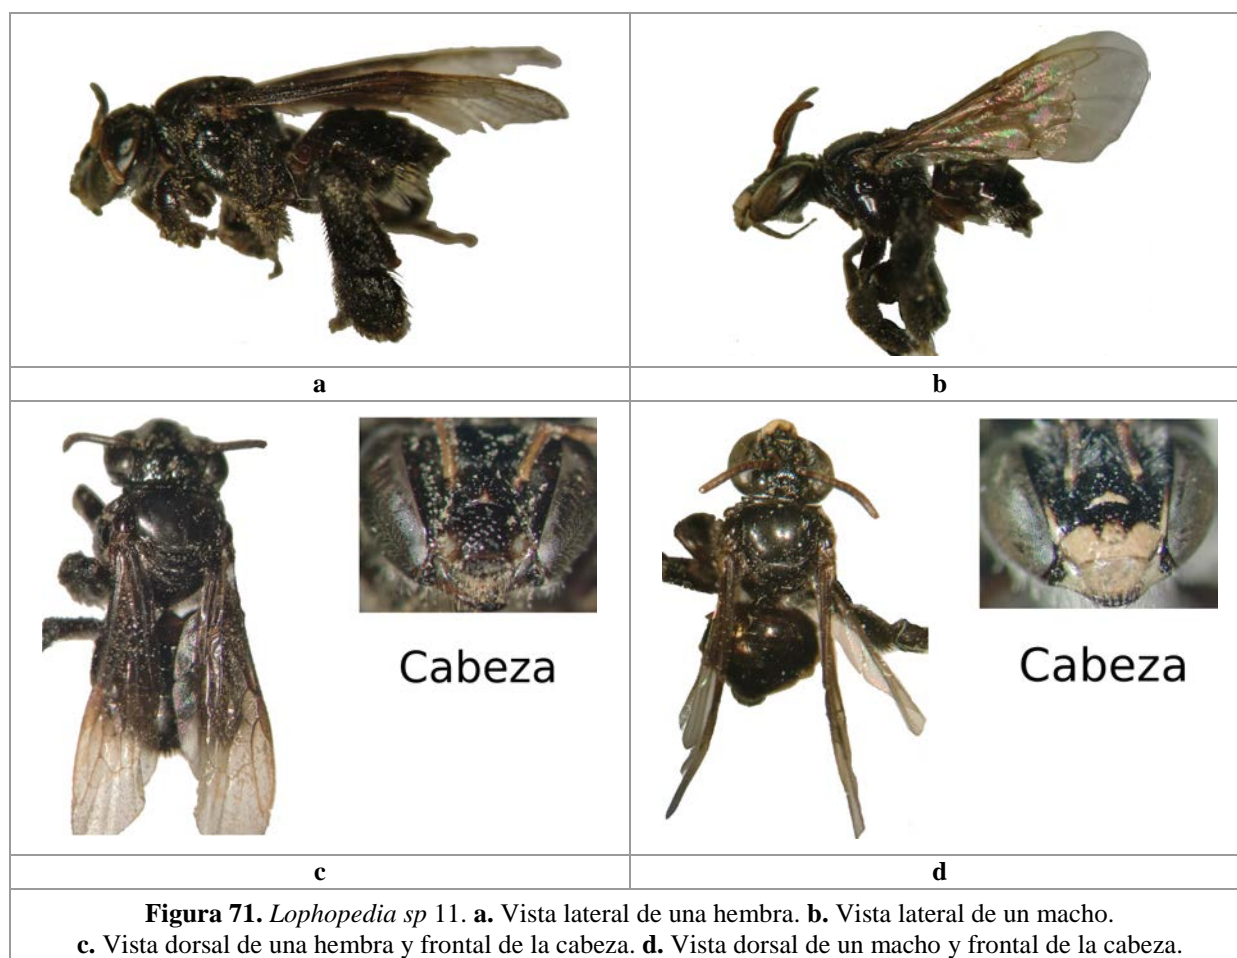 a
b
Cabeza
Cabeza
c
d
Figura 71. Lophopedia sp 11. a. Vista lateral de una hembra. b. Vista lateral de un macho.
c. Vista dorsal de una hembra y frontal de la cabeza. d. Vista dorsal de un macho y frontal de la cabeza.